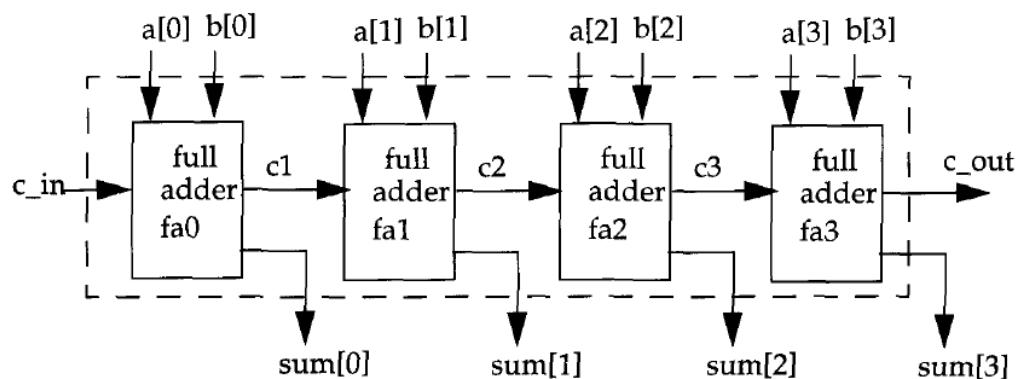 a[0] b[0] a[1] b[1] a[2] b[2] a[3] b[3]
full full full full
c_in adder c1 adder c2 adder c3 adder c_out
fa0 fa1 fa2 fa3
sum[0] sum[1] sum[2] sum[3]